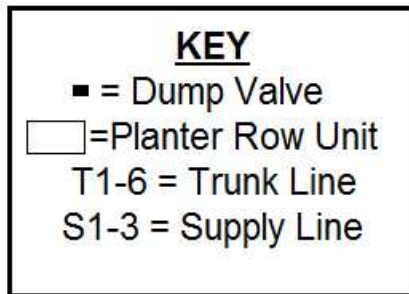 KEY
= Dump Valve
=Planter Row Unit
T1-6 = Trunk Line
S1-3 = Supply Line